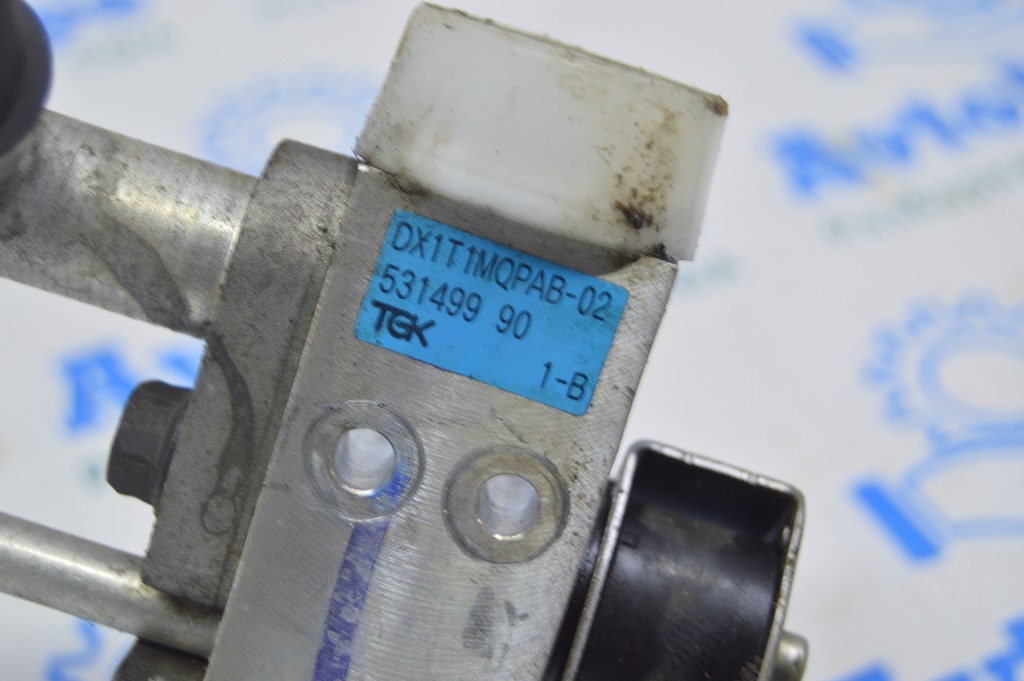 DX1T1MQPAB-02
531499 90
TGK
1-B